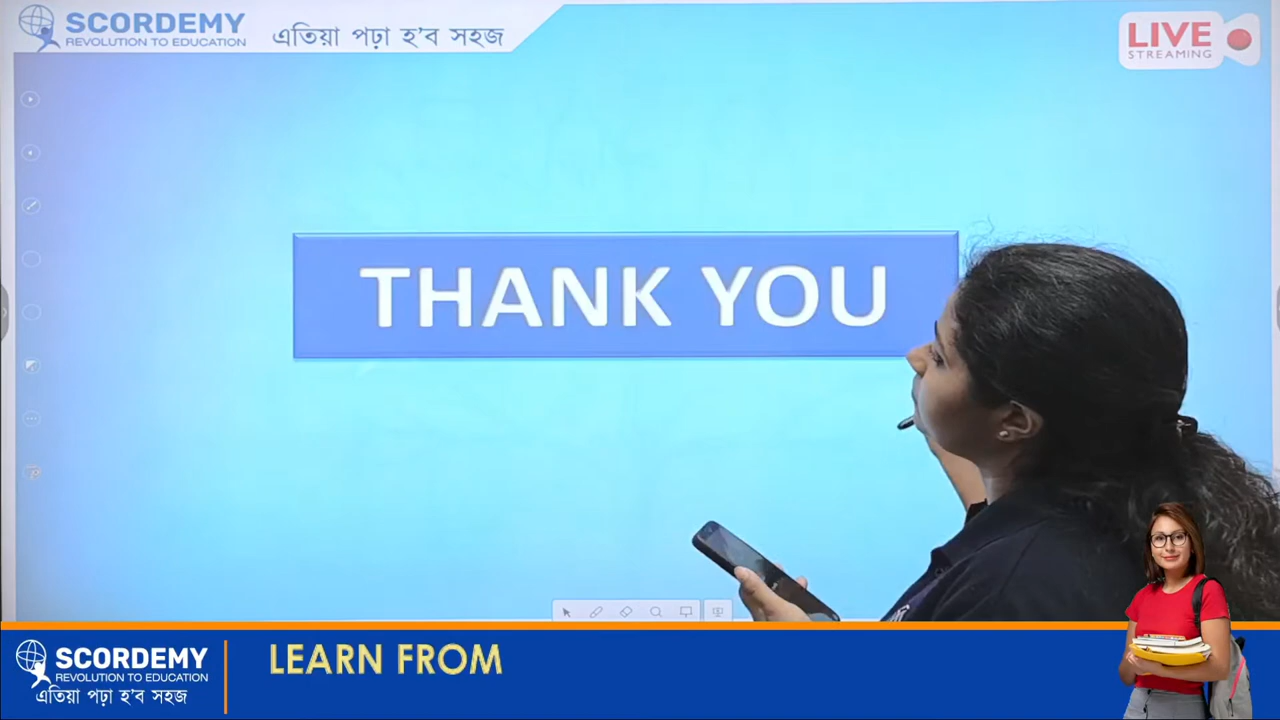 SCORDEMY
REVOLUTION TO EDUCATION
এতিয়া পঢ়া হ'ব সহজ
LIVE
STREAMING
THANK YOU
SCORDEMY
REVOLUTION TO EDUCATION
এতিয়া পঢ়া হ'ব সহজ
LEARN FROM